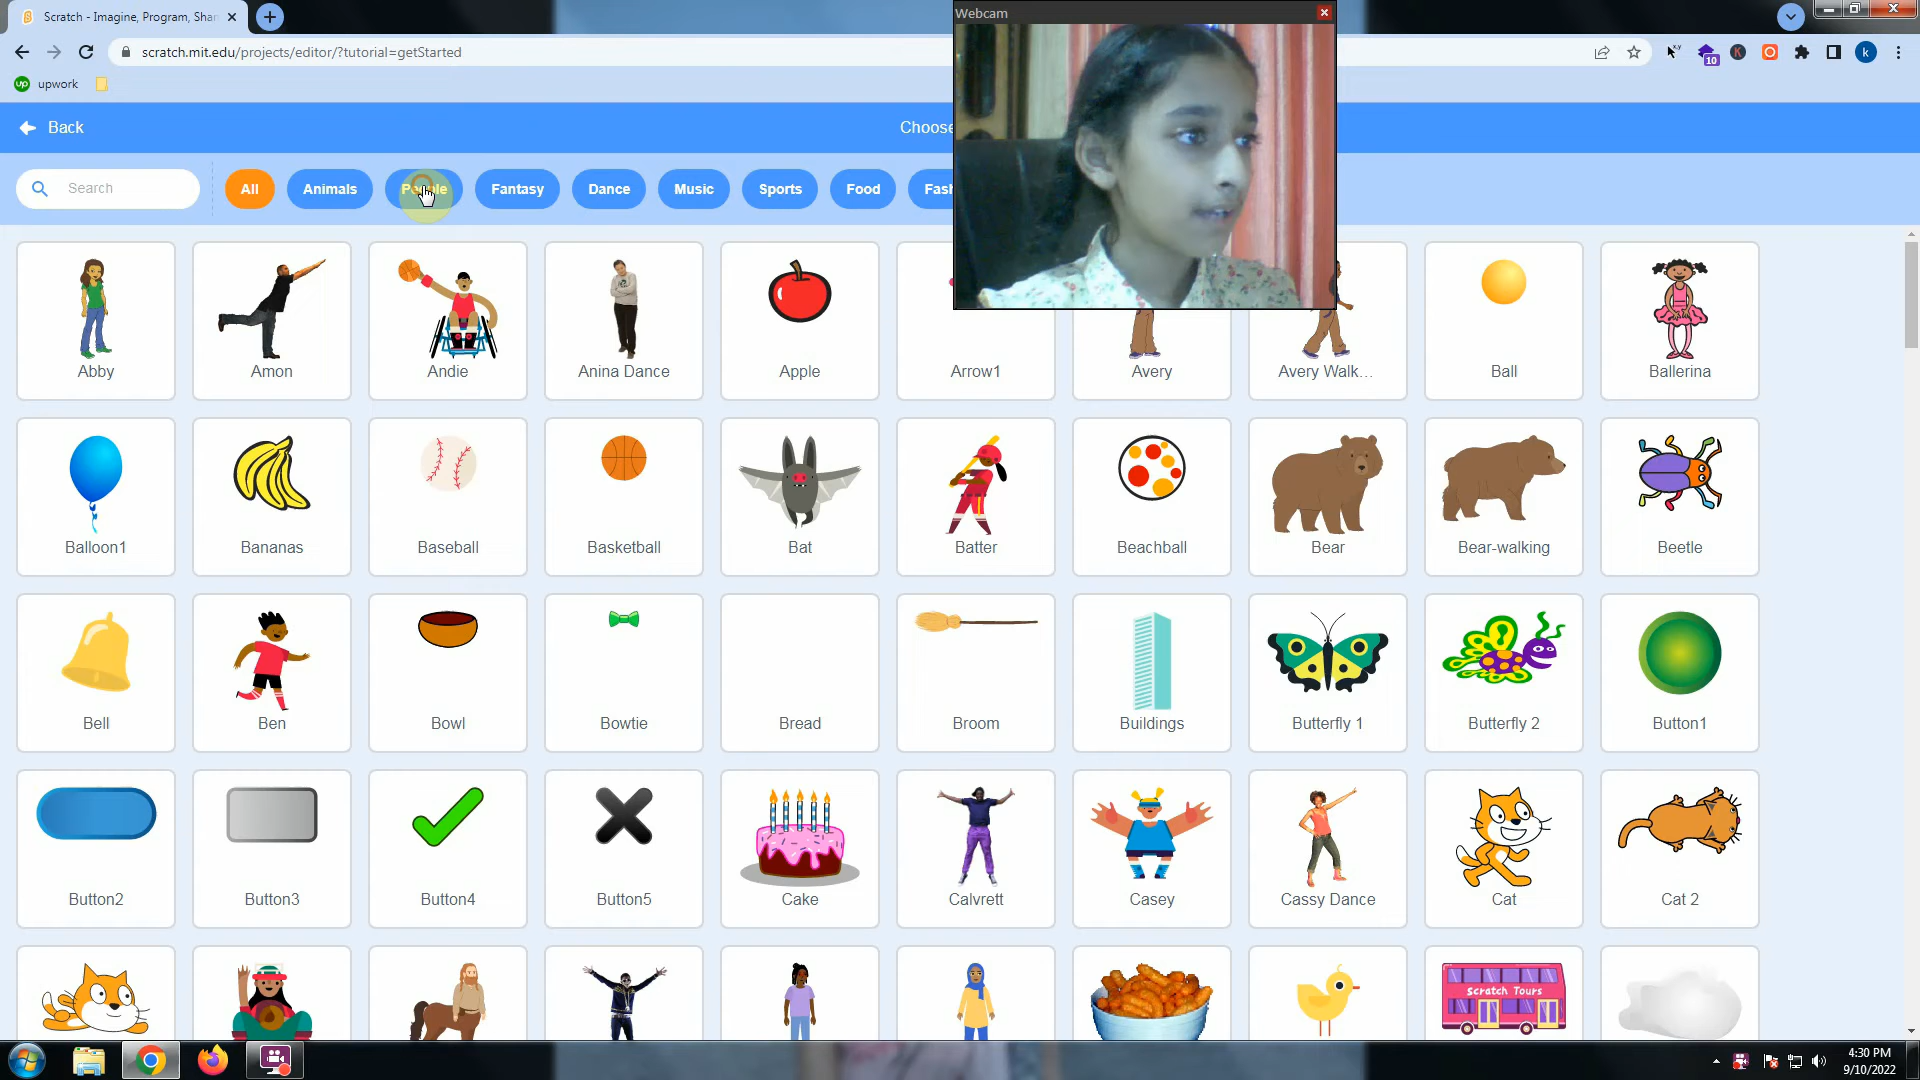 Scratch - Imagine, Program, Shar
Webcam
scratch.mit.edu/projects/editor/?tutorial=getStarted
10
K
k
up upwork
Back
Choose
Search
All
Animals
People
Fantasy
Dance
Music
Sports
Food
Fash
Abby
Amon
Andie
Anina Dance
Apple
Arrow1
Avery
Avery Walk...
Ball
Ballerina
Balloon1
Bananas
Baseball
Basketball
Bat
Batter
Beachball
Bear
Bear-walking
Beetle
Bell
Ben
Bowl
Bowtie
Bread
Broom
Buildings
Butterfly 1
Butterfly 2
Button1
Button2
Button3
Button4
Button5
Cake
Calvrett
Casey
Cassy Dance
Cat
Cat 2
Scratch Tours
4:30 PM
9/10/2022